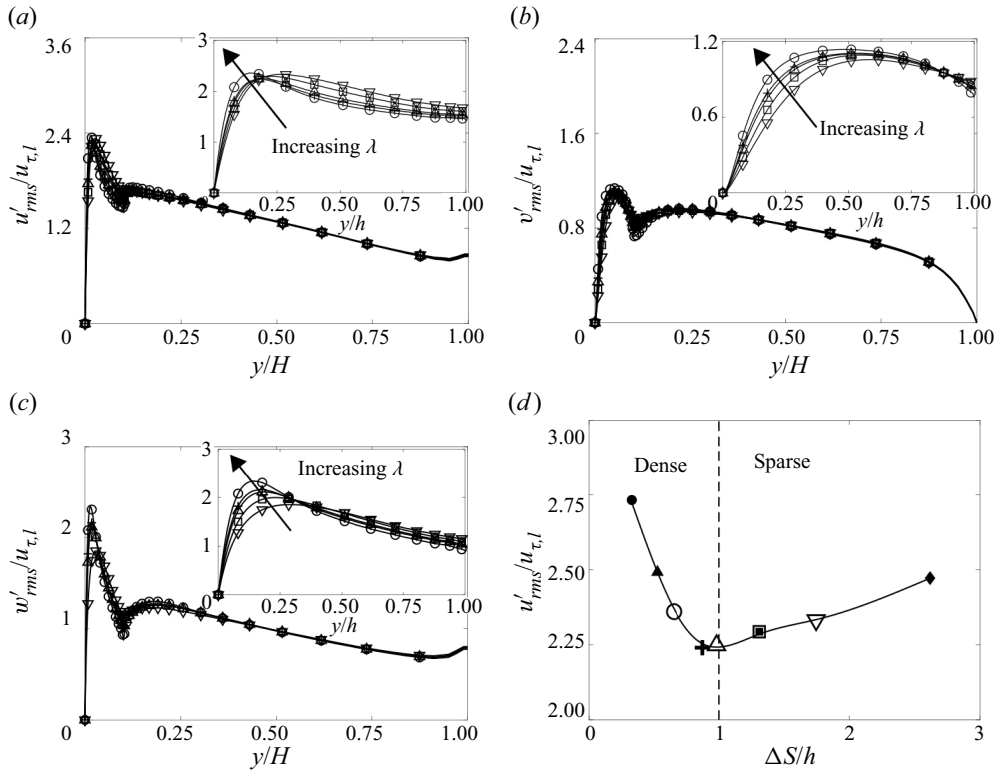 (a)
3.6
2.4
1.2
0
u′rms/uτ,l
3
2
1
Increasing λ
0 0.25 0.50 0.75 1.00
y/h
0.25 0.50 0.75 1.00
y/H
(b)
2.4
1.6
0.8
0
v′rms/uτ,l
1.2
0.6
Increasing λ
0 0.25 0.50 0.75 1.00
y/h
0.25 0.50 0.75 1.00
y/H
(c)
3
2
1
0
w′rms/uτ,l
3
2
1
Increasing λ
0 0.25 0.50 0.75 1.00
y/h
0.25 0.50 0.75 1.00
y/H
(d)
3.00
2.75
2.50
2.25
2.00
u′rms/uτ,l
Dense Sparse
0 1 2 3
ΔS/h